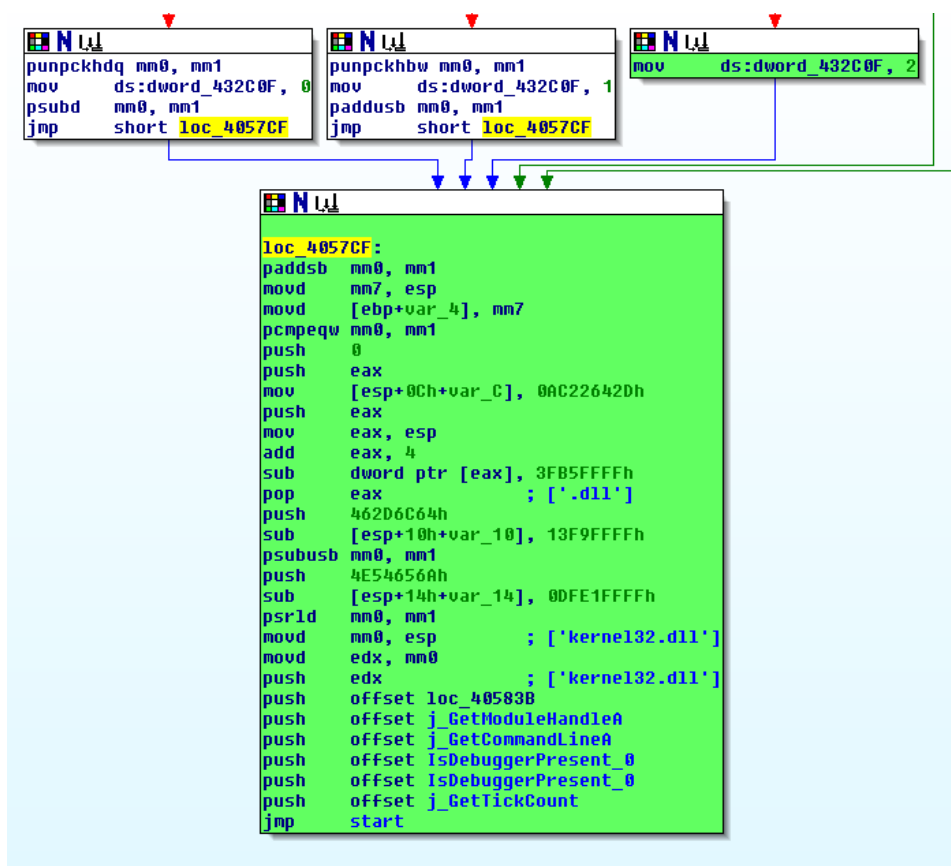 punpckhdq mm0, mm1
mov ds:dword_432C0F, 0
psubd mm0, mm1
jmp short loc_4057CF
punpckhbw mm0, mm1
mov ds:dword_432C0F, 1
paddusb mm0, mm1
jmp short loc_4057CF
mov ds:dword_432C0F, 2
loc_4057CF:
paddsb mm0, mm1
movd mm7, esp
movd [ebp+var_4], mm7
pcmpeqw mm0, mm1
push 0
push eax
mov [esp+0Ch+var_C], 0AC22642Dh
push eax
mov eax, esp
add eax, 4
sub dword ptr [eax], 3FB5FFFFh
pop eax ; ['.dll']
push 462D6C64h
sub [esp+10h+var_10], 13F9FFFFh
psubusb mm0, mm1
push 4E54656Ah
sub [esp+14h+var_14], 0DFE1FFFFh
psrld mm0, mm1
movd mm0, esp ; ['kernel32.dll']
movd edx, mm0
push edx ; ['kernel32.dll']
push offset loc_40583B
push offset j_GetModuleHandleA
push offset j_GetCommandLineA
push offset IsDebuggerPresent_0
push offset IsDebuggerPresent_0
push offset j_GetTickCount
jmp start